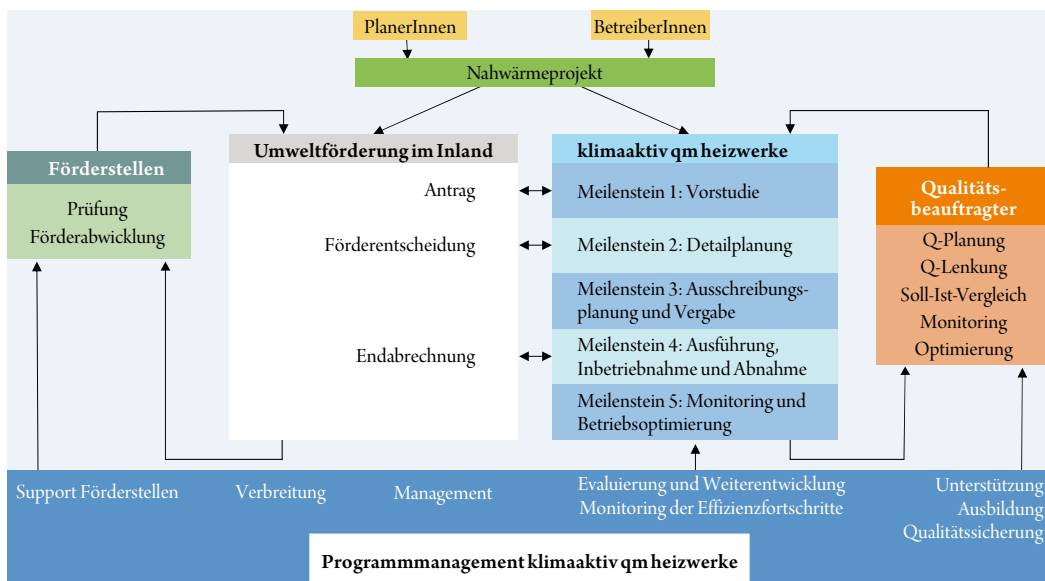 PlanerInnen
BetreiberInnen
Nahwärmeprojekt
Förderstellen
Prüfung
Förderabwicklung
Umweltförderung im Inland
Antrag
Förderentscheidung
Endabrechnung
klimaaktiv qm heizwerke
Meilenstein 1: Vorstudie
Meilenstein 2: Detailplanung
Meilenstein 3: Ausschreibungs-
planung und Vergabe
Meilenstein 4: Ausführung,
Inbetriebnahme und Abnahme
Meilenstein 5: Monitoring und
Betriebsoptimierung
Qualitäts-
beauftragter
Q-Planung
Q-Lenkung
Soll-Ist-Vergleich
Monitoring
Optimierung
Support Förderstellen
Verbreitung
Management
Evaluierung und Weiterentwicklung
Monitoring der Effizienzfortschritte
Unterstützung
Ausbildung
Qualitätssicherung
Programmmanagement klimaaktiv qm heizwerke